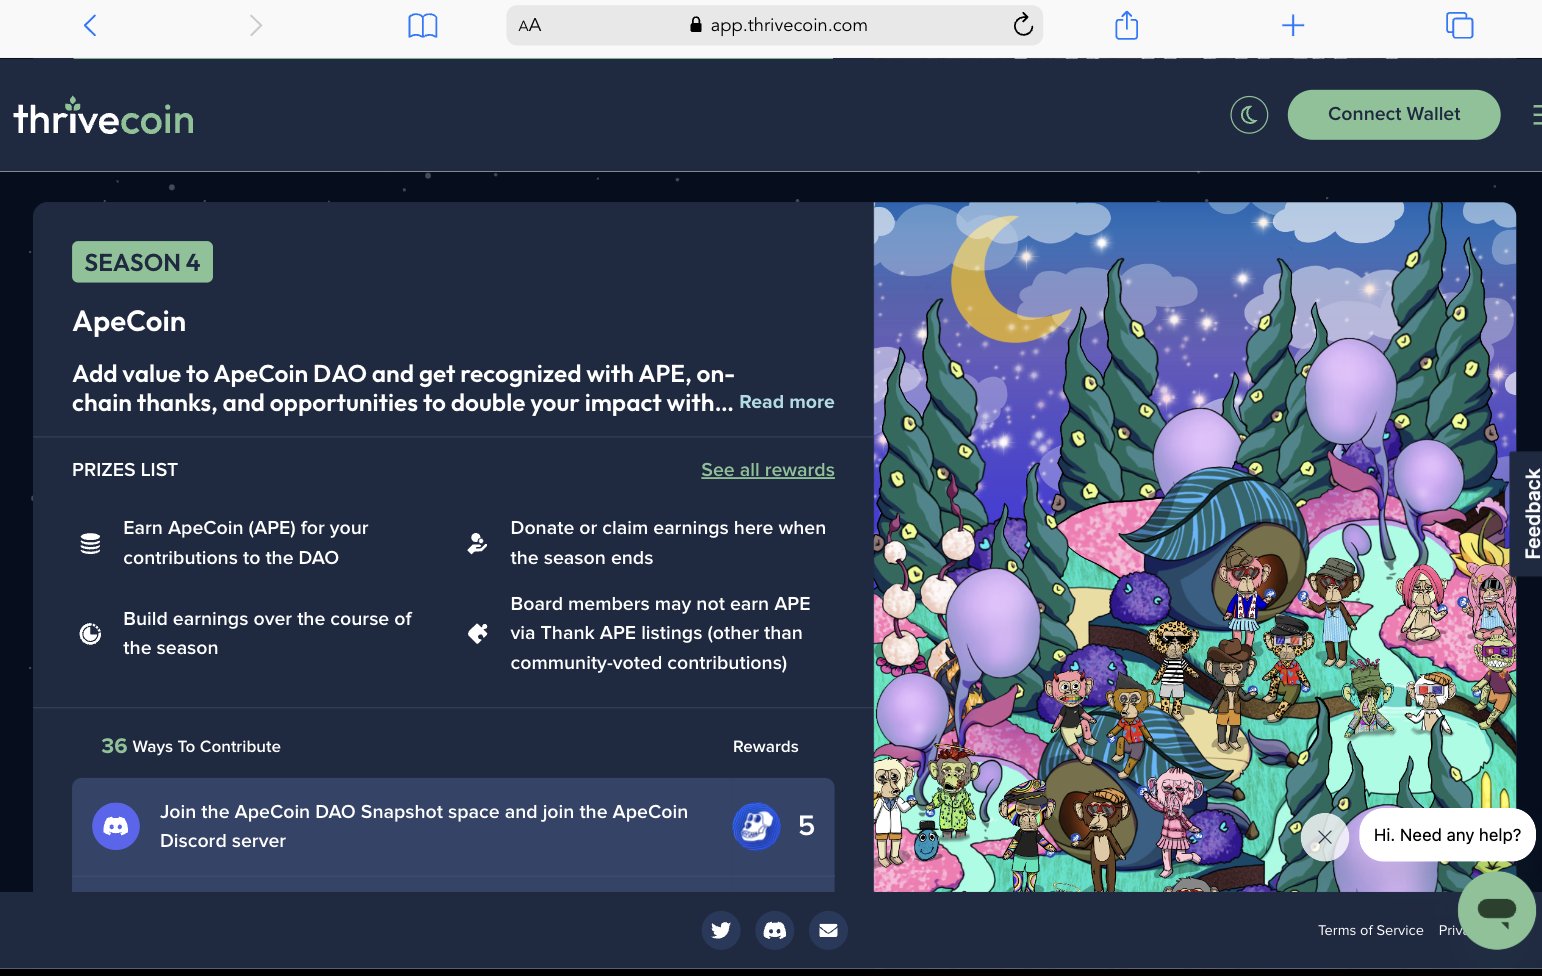 AA
app.thrivecoin.com
thrivecoin
Connect Wallet
SEASON 4
ApeCoin
Add value to ApeCoin DAO and get recognized with APE, on-
chain thanks, and opportunities to double your impact with... Read more
PRIZES LIST
See all rewards
Earn ApeCoin (APE) for your
contributions to the DAO
Donate or claim earnings here when
the season ends
Build earnings over the course of
the season
Board members may not earn APE
via Thank APE listings (other than
community-voted contributions)
36 Ways To Contribute
Rewards
Join the ApeCoin DAO Snapshot space and join the ApeCoin
Discord server
5
Feedback
Hi. Need any help?
Terms of Service